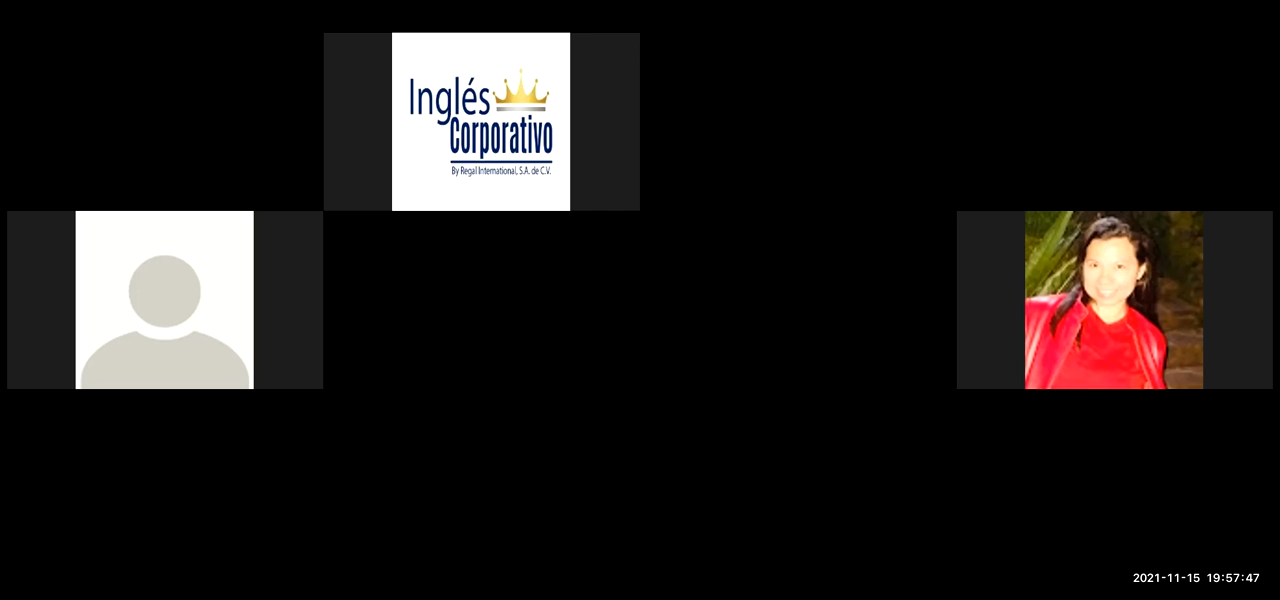 Inglés
Corporativo
By Regal International, S.A. de C.V.
2021-11-15 19:57:47